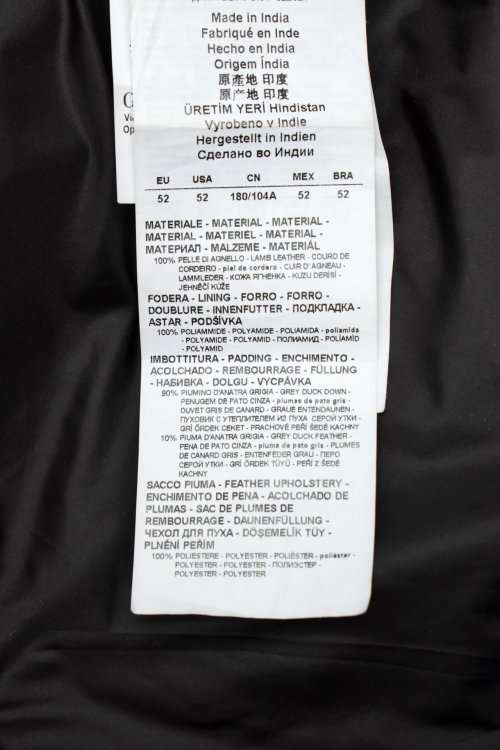 Made in India
Fabriqué en Inde
Hecho en India
Origem Índia
原產地 印度
原产地 印度
ÜRETİM YERİ Hindistan
Vyrobeno v Indie
Hergestellt in Indien
Сделано во Индии
EU USA CN MEX BRA
52 52 180/104A 52 52
MATERIALE - MATERIAL - MATERIAL -
MATERIAL - MATERIEL - MATERIAL -
МАТЕРИАЛ - MALZEME - MATERIÁL
100% PELLE DI AGNELLO - LAMB LEATHER - COURO DE
CORDEIRO - piel de cordero - CUIR D' AGNEAU -
LAMMLEDER - КОЖА ЯГНЕНКА - KUZU DERİSİ -
JEHNĚČÍ KŮŽE
FODERA - LINING - FORRO - FORRO -
DOUBLURE - INNENFUTTER - ПОДКЛАДКА -
ASTAR - PODŠÍVKA
100% POLIAMMIDE - POLYAMIDE - POLIAMIDA - poliamida
- POLYAMIDE - POLYAMID - ПОЛИАМИД - POLİAMİD
- POLYAMID
IMBOTTITURA - PADDING - ENCHIMENTO -
ACOLCHADO - REMBOURRAGE - FÜLLUNG
- НАБИВКА - DOLGU - VYCPÁVKA
90% PIUMINO D'ANATRA GRIGIA - GREY DUCK DOWN -
PENUGEM DE PATO CINZA - plumas de pato gris -
DUVET GRIS DE CANARD - GRAUE ENTENDAUNEN -
ПУХОВИК С УТЕПЛИТЕЛЕМ ИЗ ПУХА СЕРОЙ УТКИ -
GRİ ÖRDEK CEKET - PRACHOVÉ PEŘÍ ŠEDÉ KACHNY
10% PIUMA D'ANATRA GRIGIA - GREY DUCK FEATHER -
PENA DE PATO CINZA - pluma de pato gris - PLUMES
DE CANARD GRIS - ENTENFEDER GRAU - ПЕРО
СЕРОЙ УТКИ - GRİ ÖRDEK TÜYÜ - PEŘÍ Z ŠEDÉ
KACHNY
SACCO PIUMA - FEATHER UPHOLSTERY -
ENCHIMENTO DE PENA - ACOLCHADO DE
PLUMAS - SAC DE PLUMES DE
REMBOURRAGE - DAUNENFÜLLUNG -
ЧЕХОЛ ДЛЯ ПУХА - DÖŞEMELİK TÜY -
PLNĚNÍ PEŘÍM
100% POLIESTERE - POLYESTER - POLIÉSTER - poliéster -
POLYESTER - POLYESTER - ПОЛИЭСТЕР -
POLYESTER - POLYESTER